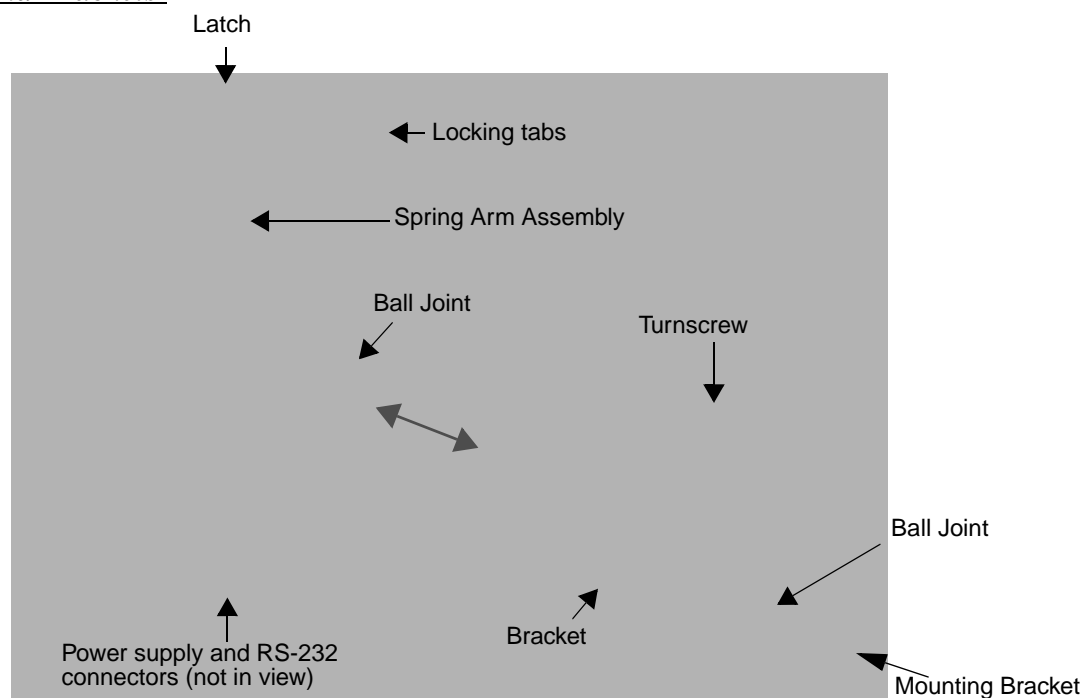 Latch
Locking tabs
Spring Arm Assembly
Ball Joint
Turnscrew
Ball Joint
Bracket
Power supply and RS-232
connectors (not in view)
Mounting Bracket